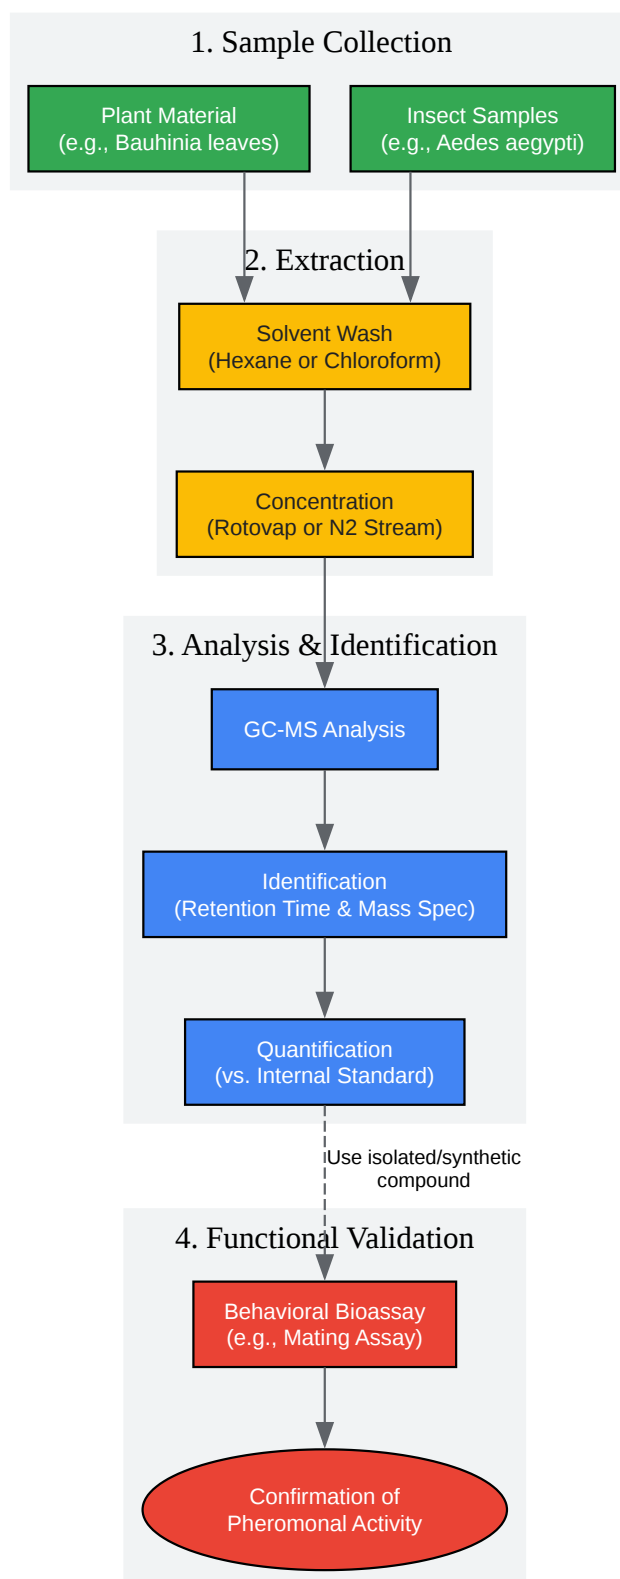 1. Sample Collection
Plant Material
(e.g., Bauhinia leaves)
Insect Samples
(e.g., Aedes aegypti)
2. Extraction
Solvent Wash
(Hexane or Chloroform)
Concentration
(Rotovap or N2 Stream)
3. Analysis & Identification
GC-MS Analysis
Identification
(Retention Time & Mass Spec)
Quantification
(vs. Internal Standard)
Use isolated/synthetic
compound
4. Functional Validation
Behavioral Bioassay
(e.g., Mating Assay)
Confirmation of
Pheromonal Activity